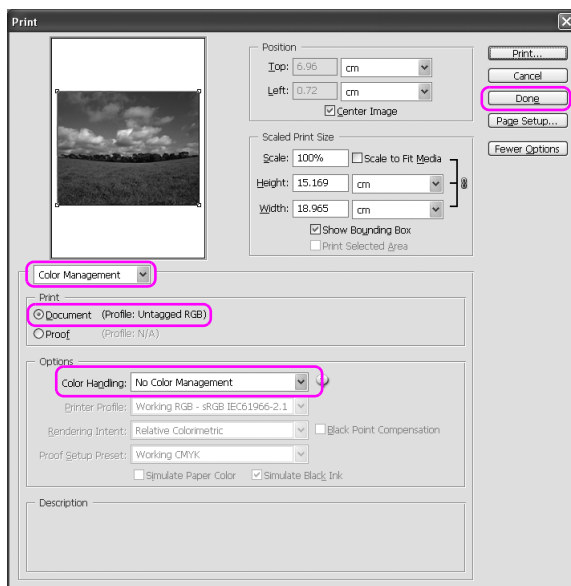 Print
Position
Top: 6.96 cm
Left: 0.72 cm
Center Image
Scaled Print Size
Scale: 100% Scale to Fit Media
Height: 15.169 cm
Width: 18.965 cm
Show Bounding Box
Print Selected Area
Print...
Cancel
Done
Page Setup...
Fewer Options
Color Management
Print
Document (Profile: Untagged RGB)
Proof (Profile: N/A)
Options
Color Handling: No Color Management
Printer Profile: Working RGB - sRGB IEC61966-2.1
Rendering Intent: Relative Colorimetric Black Point Compensation
Proof Setup Preset: Working CMYK
Simulate Paper Color Simulate Black Ink
Description